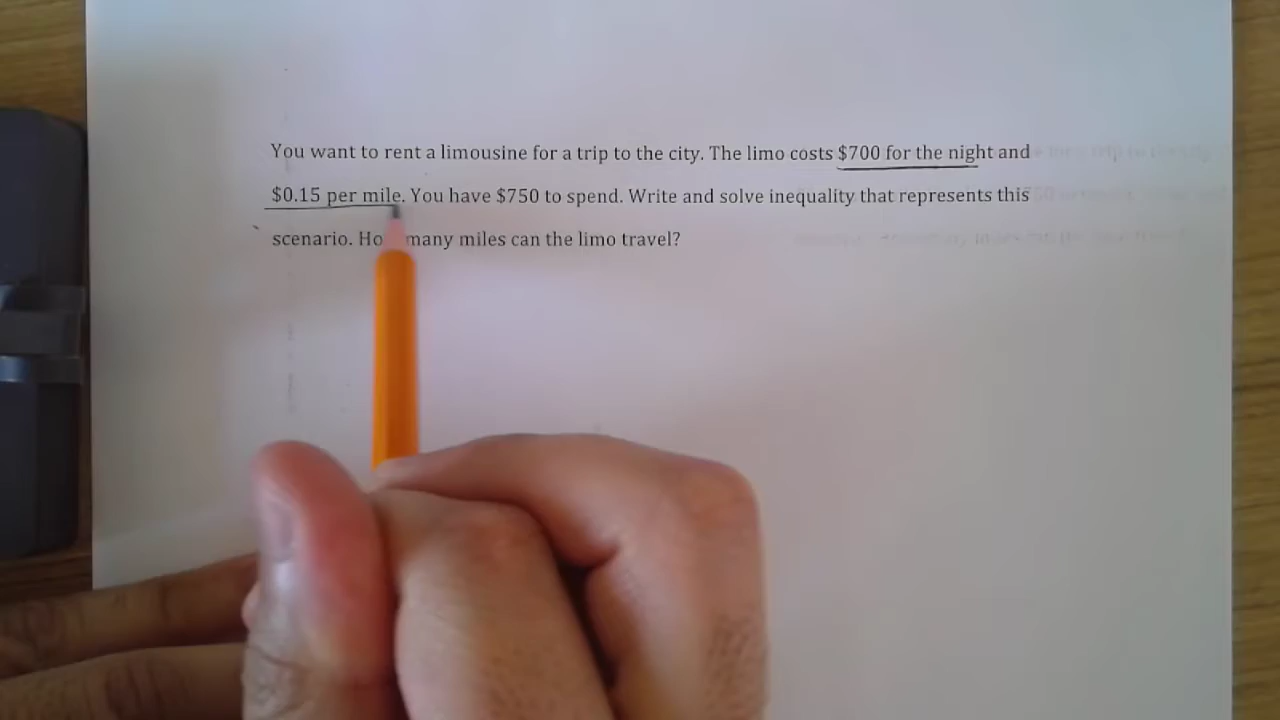 You want to rent a limousine for a trip to the city. The limo costs $700 for the night and
$0.15 per mile. You have $750 to spend. Write and solve inequality that represents this
scenario. How many miles can the limo travel?